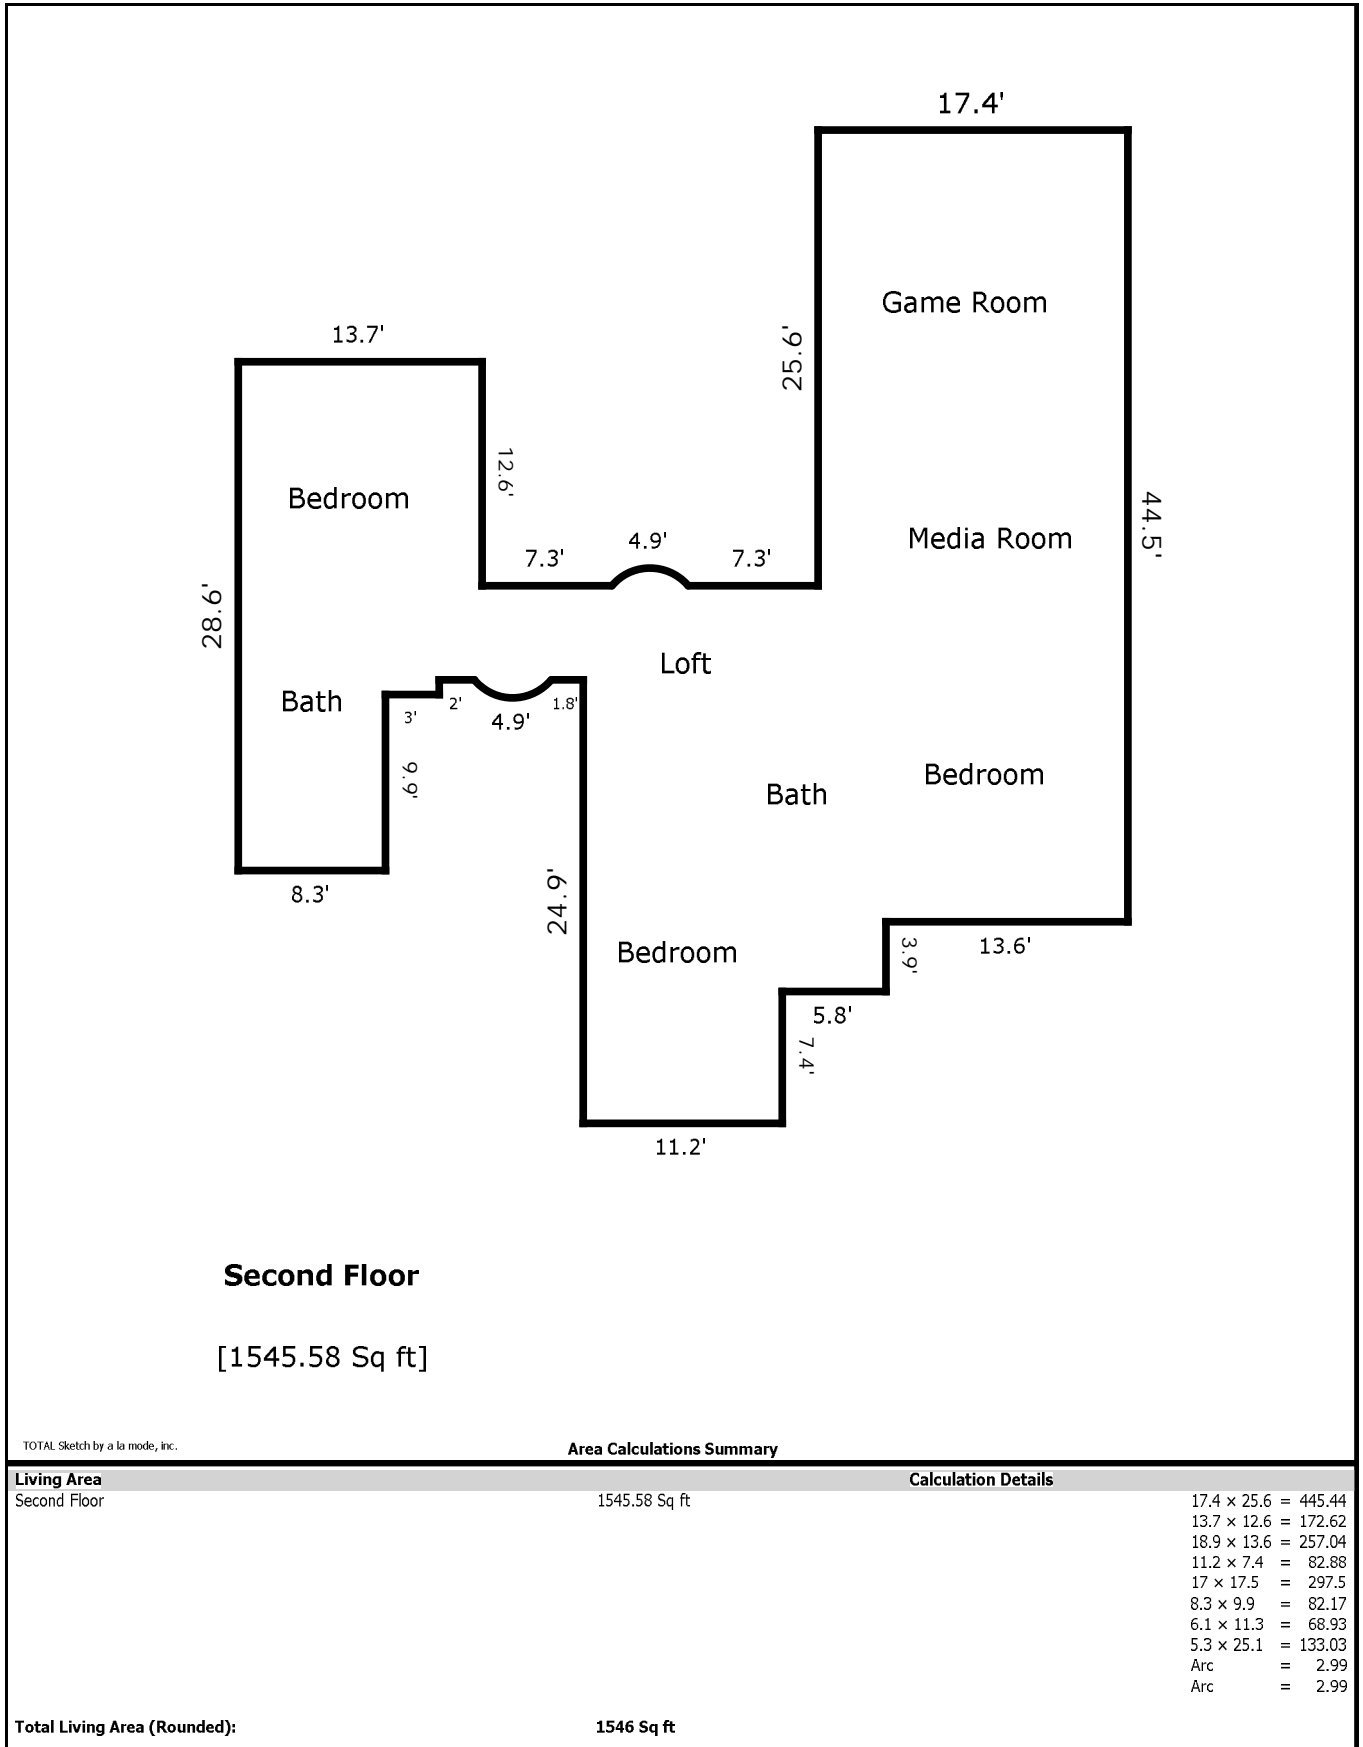 17.4'
Game Room
25.6'
13.7'
12.6'
Bedroom
44.5'
Media Room
4.9'
7.3'
7.3'
28.6'
Loft
Bath
3'
2'
4.9'
1.8'
9.9'
Bedroom
Bath
8.3'
24.9'
Bedroom
3.9'
13.6'
5.8'
7.4'
11.2'
Second Floor
[1545.58 Sq ft]
TOTAL Sketch by a la mode, inc.
Area Calculations Summary
Living Area Calculation Details
Second Floor 1545.58 Sq ft 17.4 × 25.6 = 445.44
13.7 × 12.6 = 172.62
18.9 × 13.6 = 257.04
11.2 × 7.4 = 82.88
17 × 17.5 = 297.5
8.3 × 9.9 = 82.17
6.1 × 11.3 = 68.93
5.3 × 25.1 = 133.03
Arc = 2.99
Arc = 2.99
Total Living Area (Rounded): 1546 Sq ft